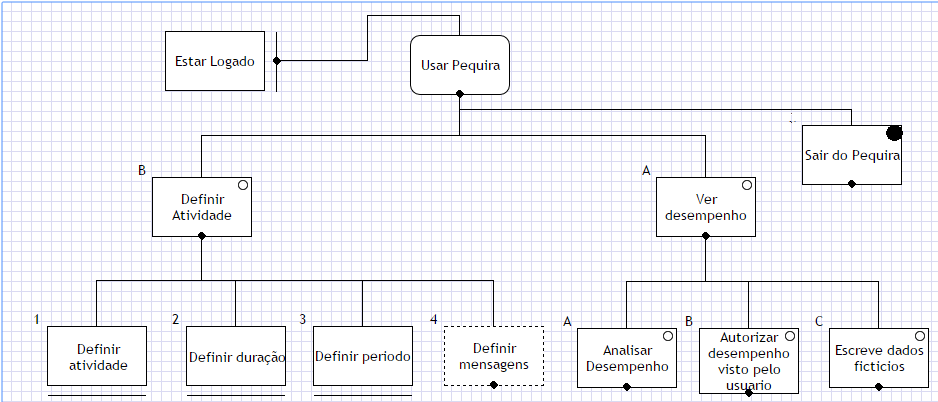 Estar Logado
Usar Pequira
Sair do Pequira
B
Definir
Atividade
A
Ver
desempenho
1
Definir
atividade
2
Definir duração
3
Definir periodo
4
Definir
mensagens
A
Analisar
Desempenho
B
Autorizar
desempenho
visto pelo
usuario
C
Escreve dados
ficticios